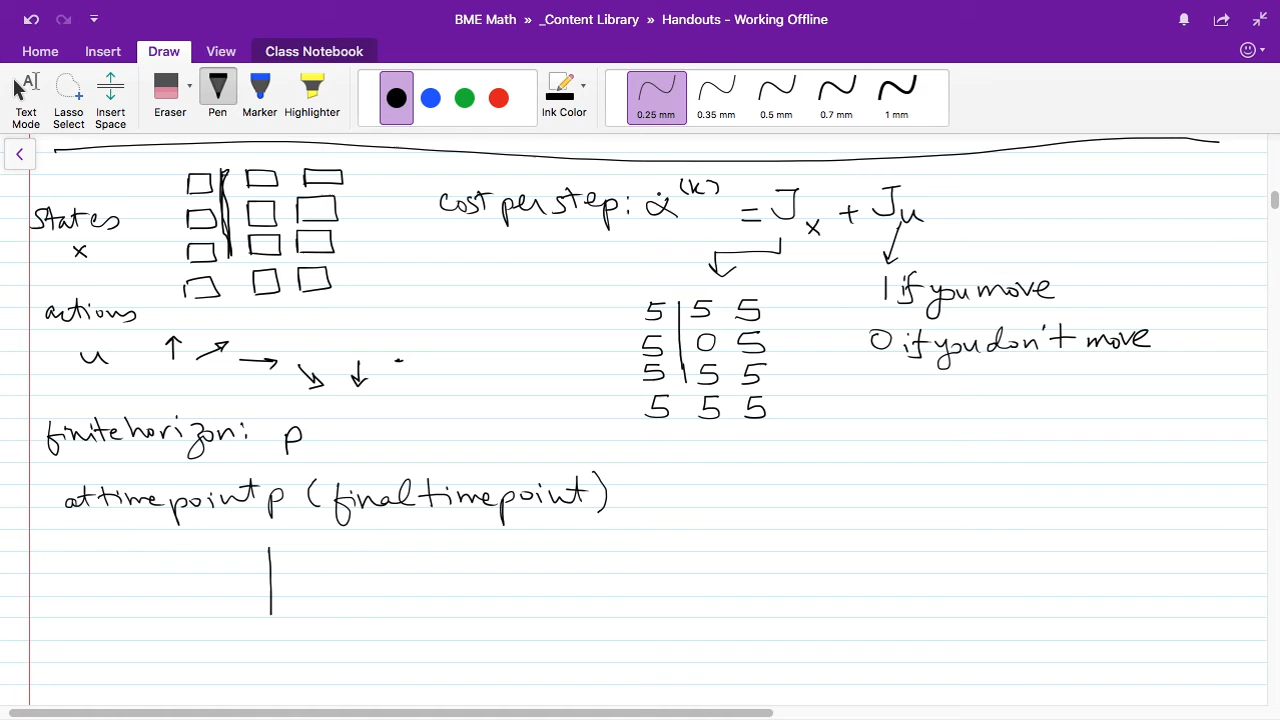 BME Math » _Content Library » Handouts - Working Offline
Home Insert Draw View Class Notebook
Text Mode
Lasso Select
Insert Space
Eraser
Pen
Marker
Highlighter
Ink Color
0.25 mm
0.35 mm
0.5 mm
0.7 mm
1 mm
states
x
cost per step: α^(k) = J_x + J_u
5 | 5 5
5 | 0 5
5 | 5 5
5 5 5
1 if you move
0 if you don't move
actions
u ↑ ↗ → ↘ ↓ ·
finite horizon: p
at time point p (final time point)